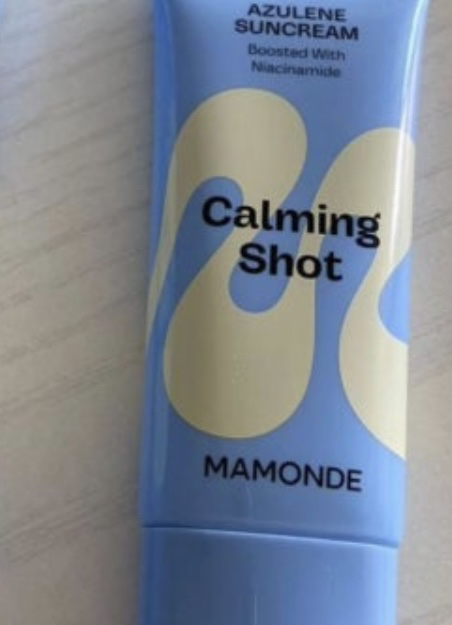 AZULENE
SUNCREAM
Boosted With
Niacinamide
Calming
Shot
MAMONDE